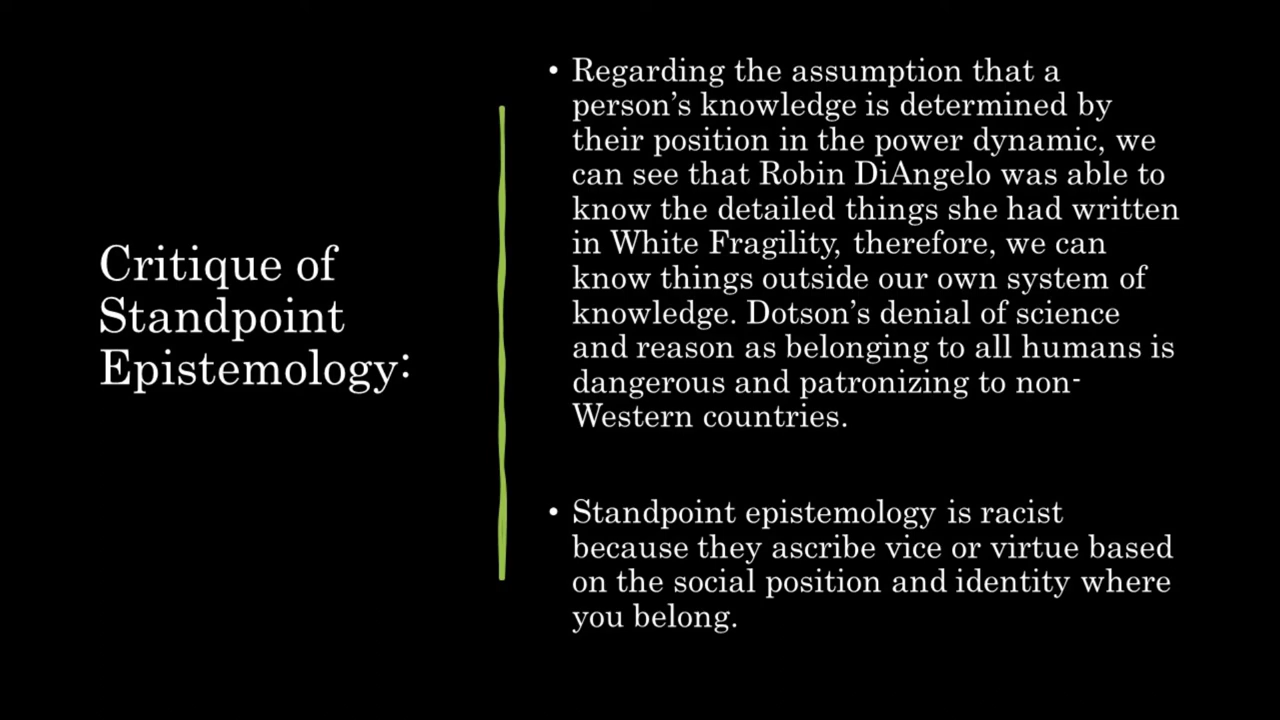 Critique of
Standpoint
Epistemology:
• Regarding the assumption that a
person’s knowledge is determined by
their position in the power dynamic, we
can see that Robin DiAngelo was able to
know the detailed things she had written
in White Fragility, therefore, we can
know things outside our own system of
knowledge. Dotson’s denial of science
and reason as belonging to all humans is
dangerous and patronizing to non-
Western countries.
• Standpoint epistemology is racist
because they ascribe vice or virtue based
on the social position and identity where
you belong.